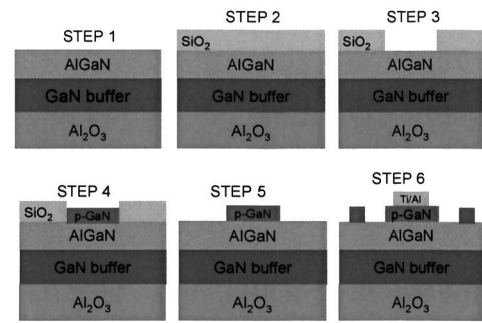 STEP 1
AlGaN
GaN buffer
Al₂O₃
STEP 2
SiO₂
AlGaN
GaN buffer
Al₂O₃
STEP 3
SiO₂
AlGaN
GaN buffer
Al₂O₃
STEP 4
SiO₂ p-GaN
AlGaN
GaN buffer
Al₂O₃
STEP 5
p-GaN
AlGaN
GaN buffer
Al₂O₃
STEP 6
Ti/Al
p-GaN
AlGaN
GaN buffer
Al₂O₃